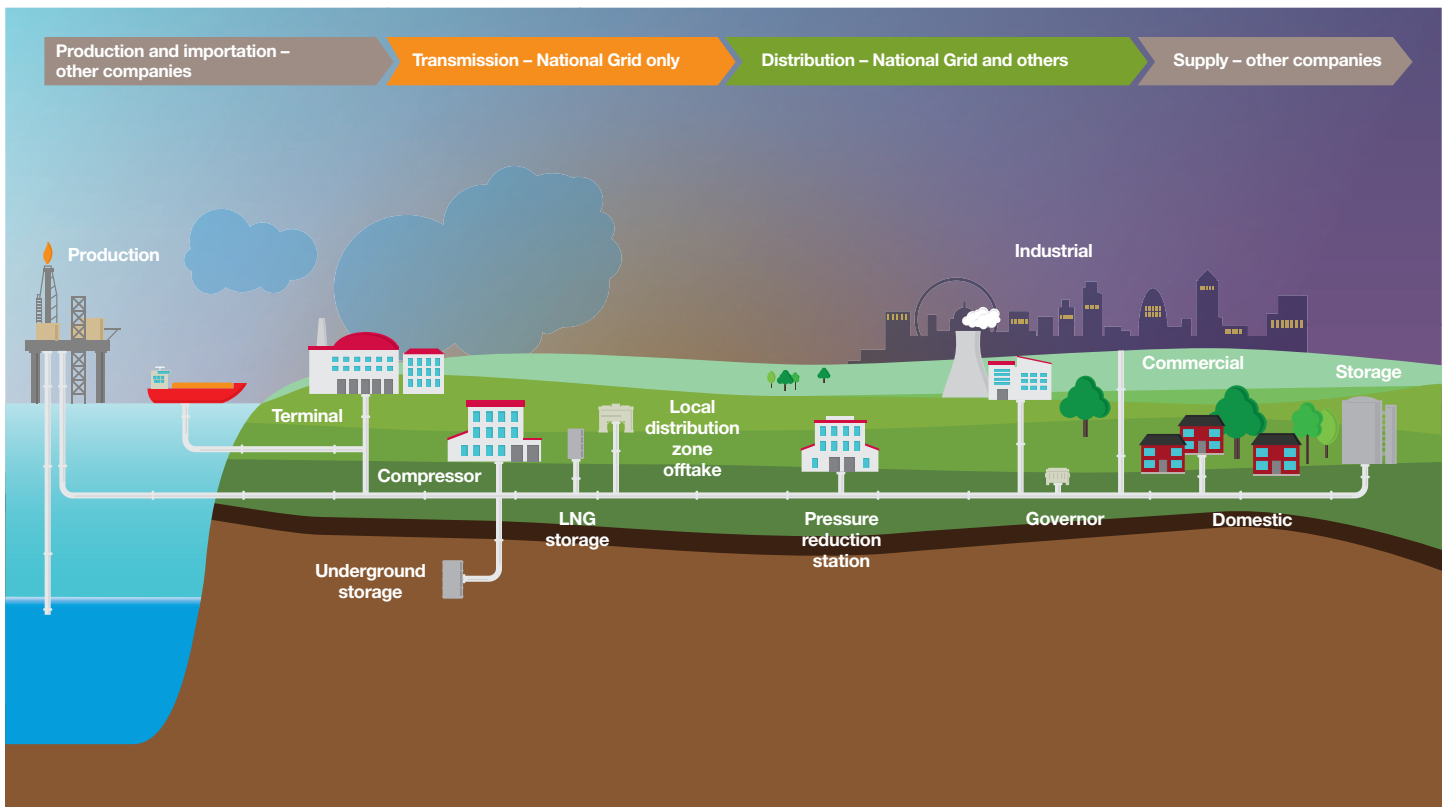 Production and importation –
other companies
Transmission – National Grid only
Distribution – National Grid and others
Supply – other companies
Production
Industrial
Commercial
Storage
Terminal
Local
distribution
zone
offtake
Compressor
LNG
storage
Pressure
reduction
station
Governor
Domestic
Underground
storage